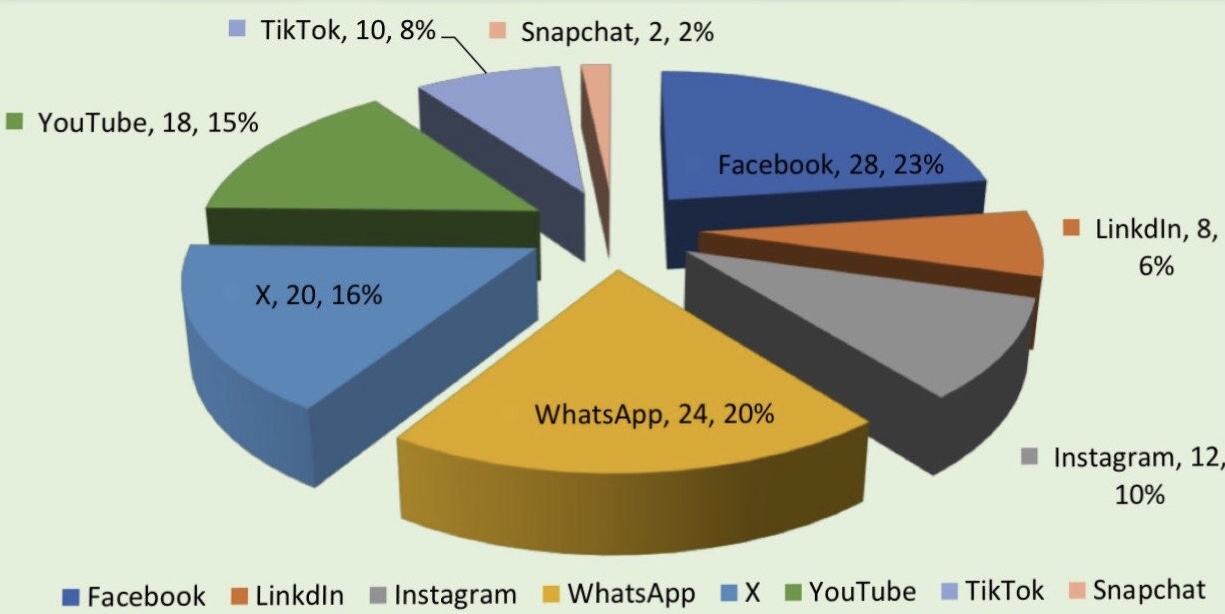 TikTok, 10, 8%
Snapchat, 2, 2%
YouTube, 18, 15%
Facebook, 28, 23%
LinkdIn, 8,
6%
X, 20, 16%
WhatsApp, 24, 20%
Instagram, 12,
10%
Facebook LinkdIn Instagram WhatsApp X YouTube TikTok Snapchat